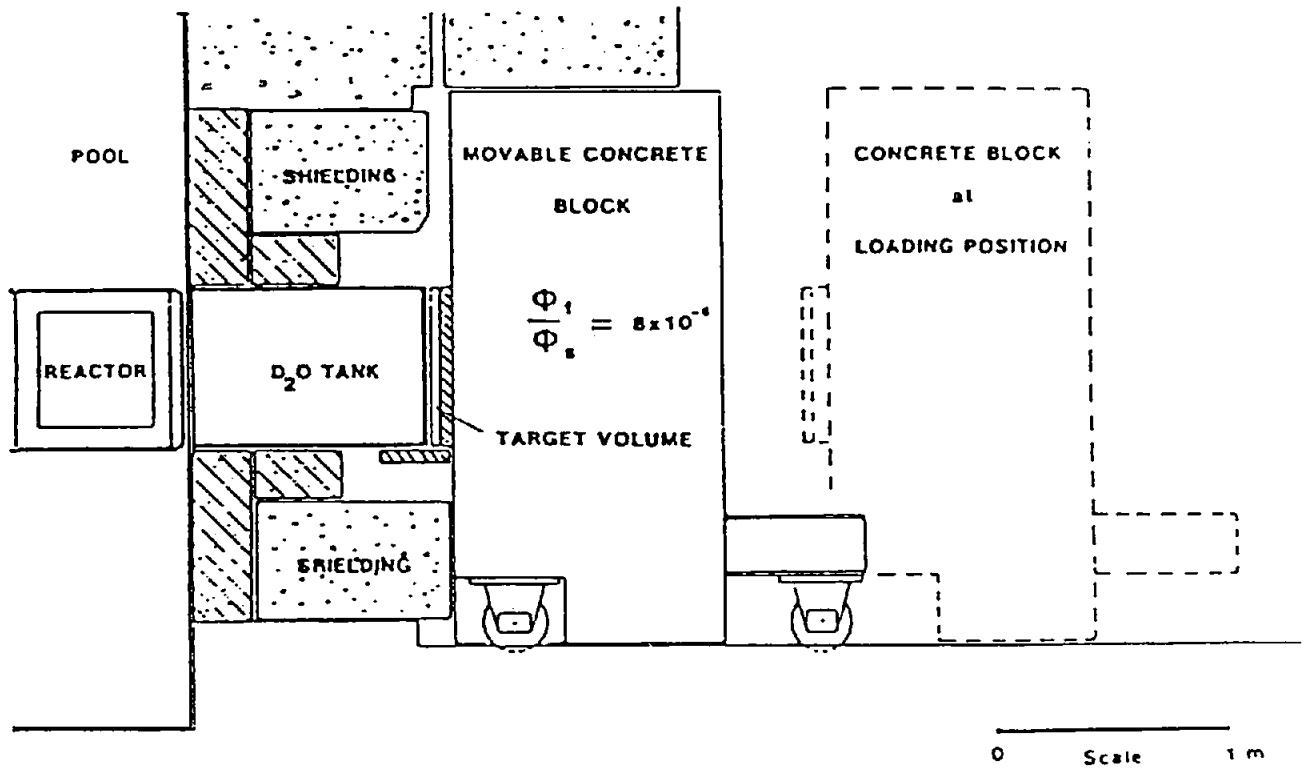 POOL
SHIELDING
MOVABLE CONCRETE
BLOCK
CONCRETE BLOCK
at
LOADING POSITION
REACTOR
D₂O TANK
Φ
Φ
=
TARGET VOLUME
SHIELDING
0 Scale 1 m